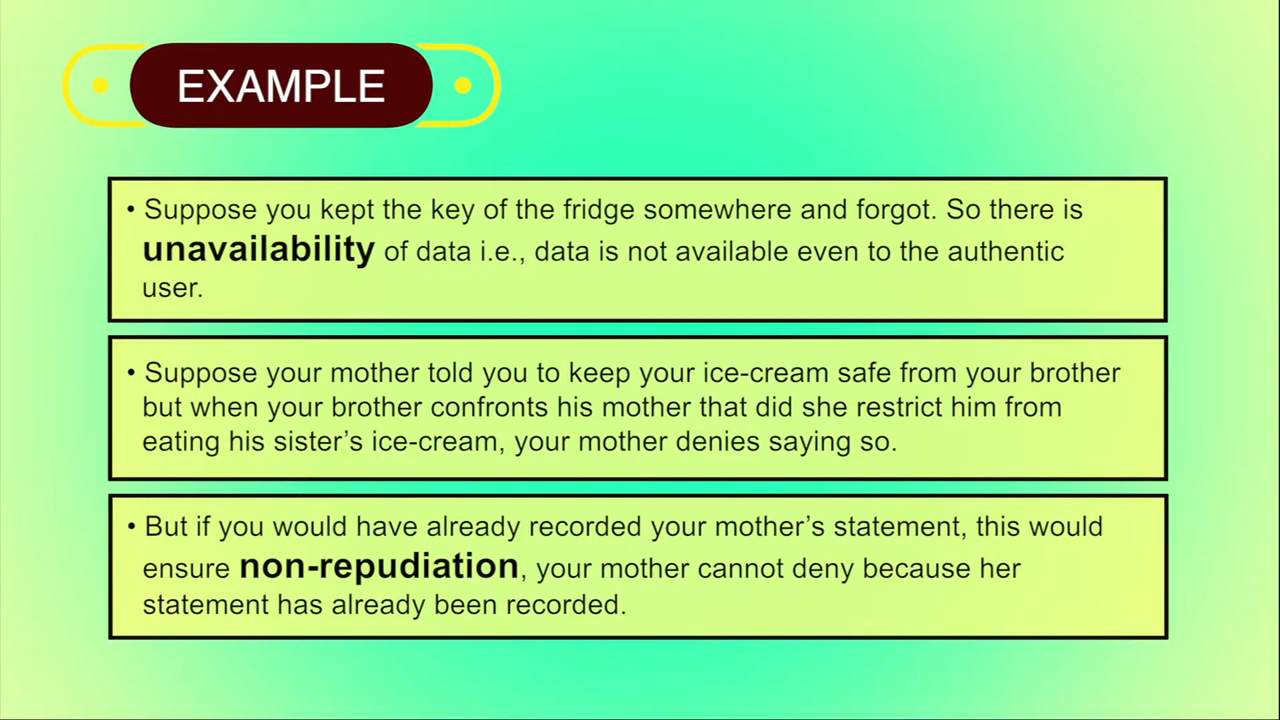 EXAMPLE
• Suppose you kept the key of the fridge somewhere and forgot. So there is
unavailability of data i.e., data is not available even to the authentic
user.
• Suppose your mother told you to keep your ice-cream safe from your brother
but when your brother confronts his mother that did she restrict him from
eating his sister’s ice-cream, your mother denies saying so.
• But if you would have already recorded your mother’s statement, this would
ensure non-repudiation, your mother cannot deny because her
statement has already been recorded.